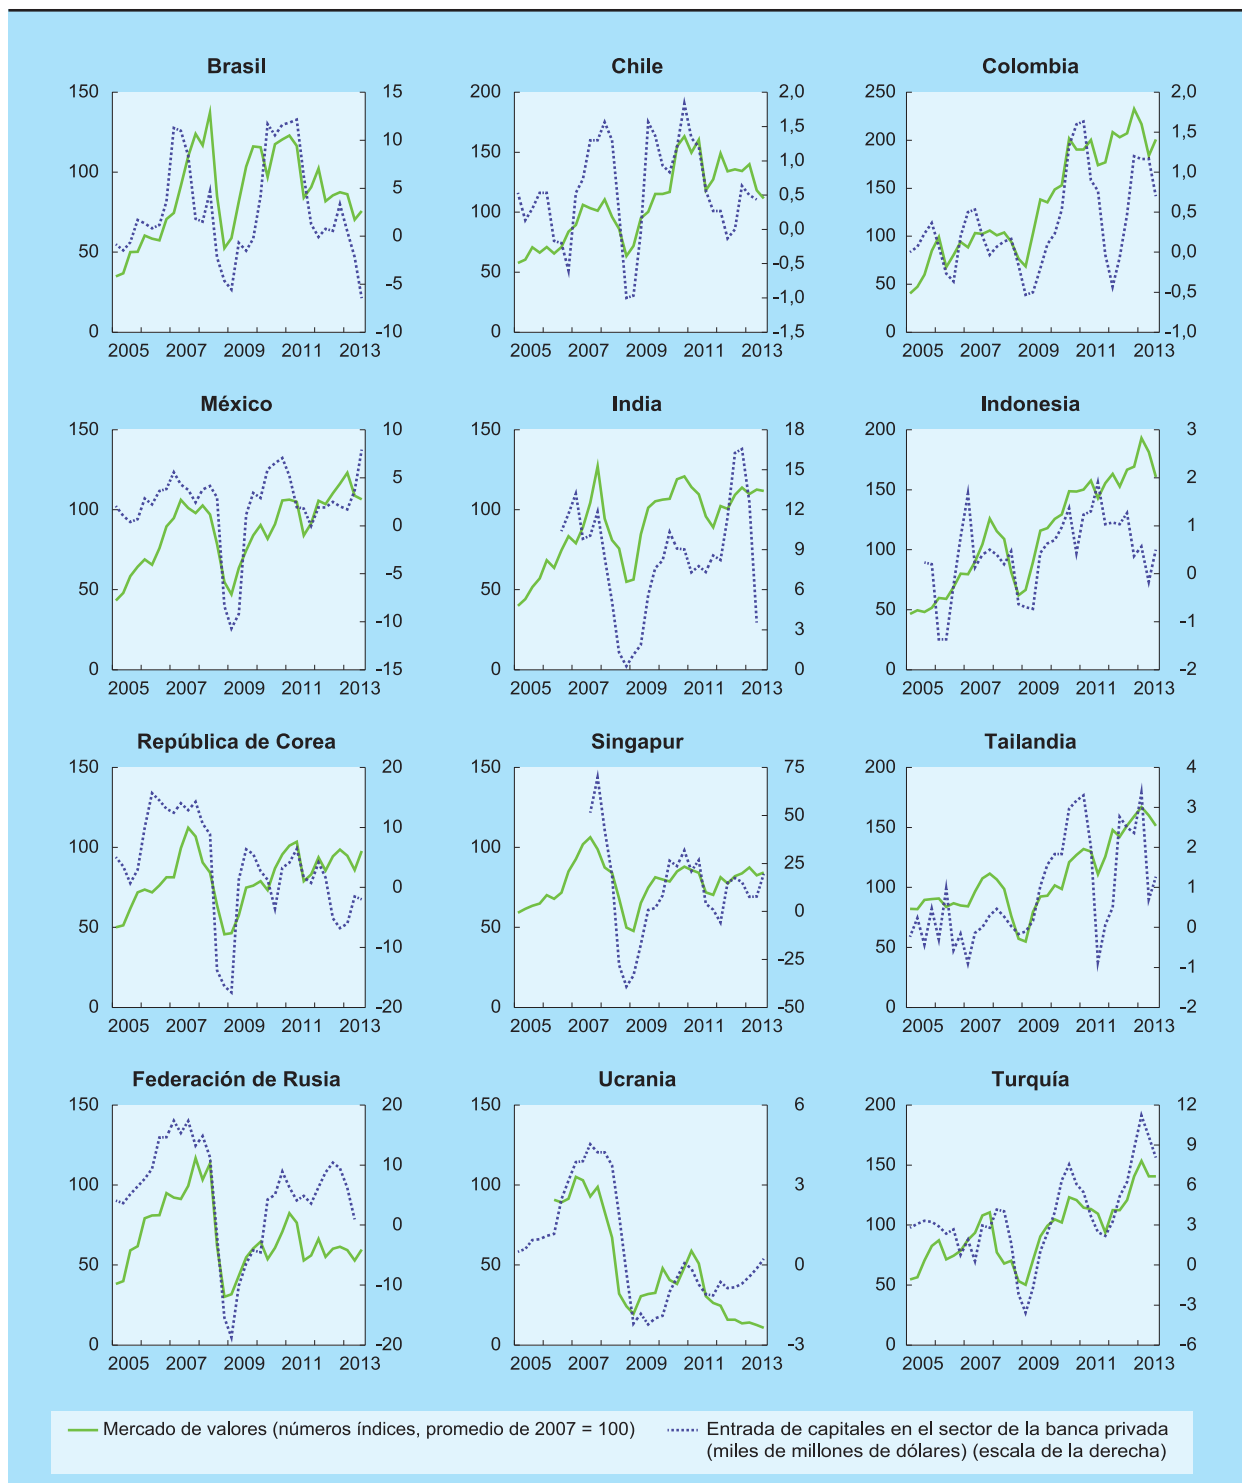 Brasil
Chile
Colombia
150 15 200 2,0 250 2,0
10 1,5 200 1,5
100 150 1,0 1,0
5 0,5 150
100 0,0 0,5
0 100 0,0
50 -0,5
-5 50 -1,0 50 -0,5
0 -10 0 -1,5 0 -1,0
2005 2007 2009 2011 2013 2005 2007 2009 2011 2013 2005 2007 2009 2011 2013
México
India
Indonesia
150 10 150 18 200 3
5 15 2
100 100 12 150
0 9 1
-5 100 0
50 50 6
-10 3 50 -1
0 -15 0 0 0 -2
2005 2007 2009 2011 2013 2005 2007 2009 2011 2013 2005 2007 2009 2011 2013
República de Corea
Singapur
Tailandia
150 20 150 75 200 4
10 50 3
100 100 25 150 2
0 100 1
50 50 0 0
-10 -25 50 -1
0 -20 0 -50 0 -2
2005 2007 2009 2011 2013 2005 2007 2009 2011 2013 2005 2007 2009 2011 2013
Federación de Rusia
Ucrania
Turquía
150 20 150 6 200 12
10 9
100 100 3 150 6
0 100 3
50 50 0 0
-10 50 -3
0 -20 0 -3 0 -6
2005 2007 2009 2011 2013 2005 2007 2009 2011 2013 2005 2007 2009 2011 2013
Mercado de valores (números índices, promedio de 2007 = 100)
Entrada de capitales en el sector de la banca privada
(miles de millones de dólares) (escala de la derecha)